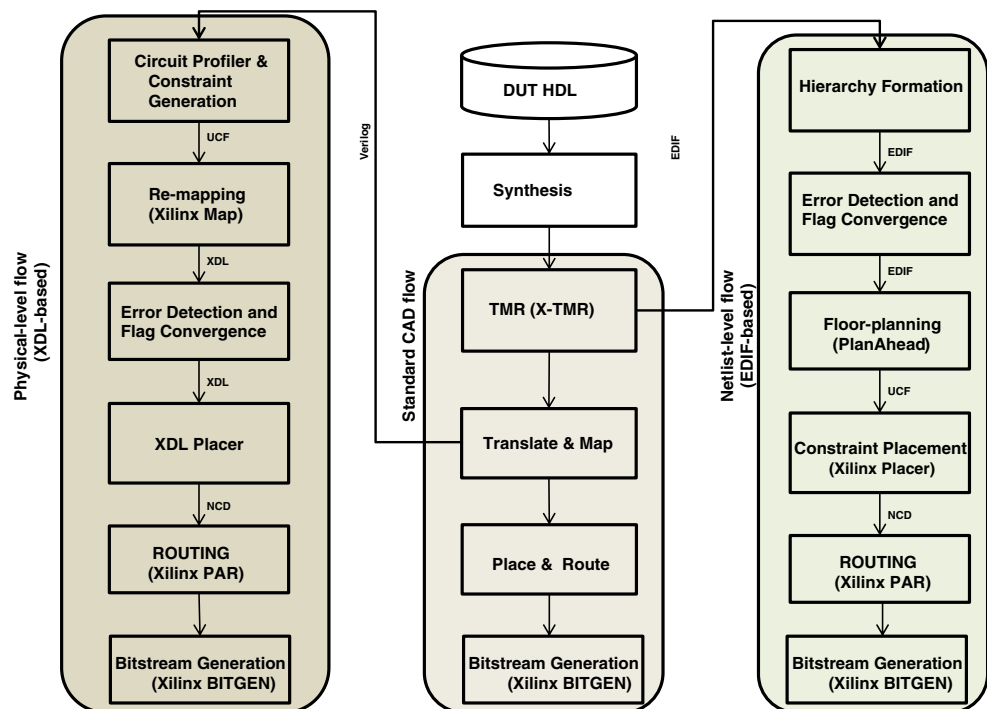 Physical-level flow
(XDL-based)
Circuit Profiler &
Constraint
Generation
UCF
Re-mapping
(Xilinx Map)
XDL
Error Detection and
Flag Convergence
XDL
XDL Placer
NCD
ROUTING
(Xilinx PAR)
Bitstream Generation
(Xilinx BITGEN)
Verilog
DUT HDL
Synthesis
Standard CAD flow
TMR (X-TMR)
Translate & Map
Place & Route
Bitstream Generation
(Xilinx BITGEN)
EDIF
Netlist-level flow
(EDIF-based)
Hierarchy Formation
EDIF
Error Detection and
Flag Convergence
EDIF
Floor-planning
(PlanAhead)
UCF
Constraint Placement
(Xilinx Placer)
NCD
ROUTING
(Xilinx PAR)
Bitstream Generation
(Xilinx BITGEN)